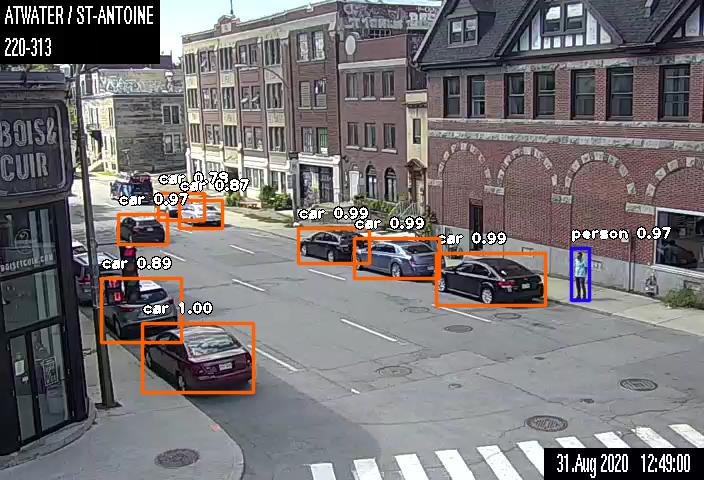 ATWATER / ST-ANTOINE
220-313
BOIS&
CUIR
car 0.73
car 0.87
car 0.97
car 0.99
car 0.99
car 0.99
person 0.97
car 0.89
car 1.00
31.Aug 2020 12:49:00